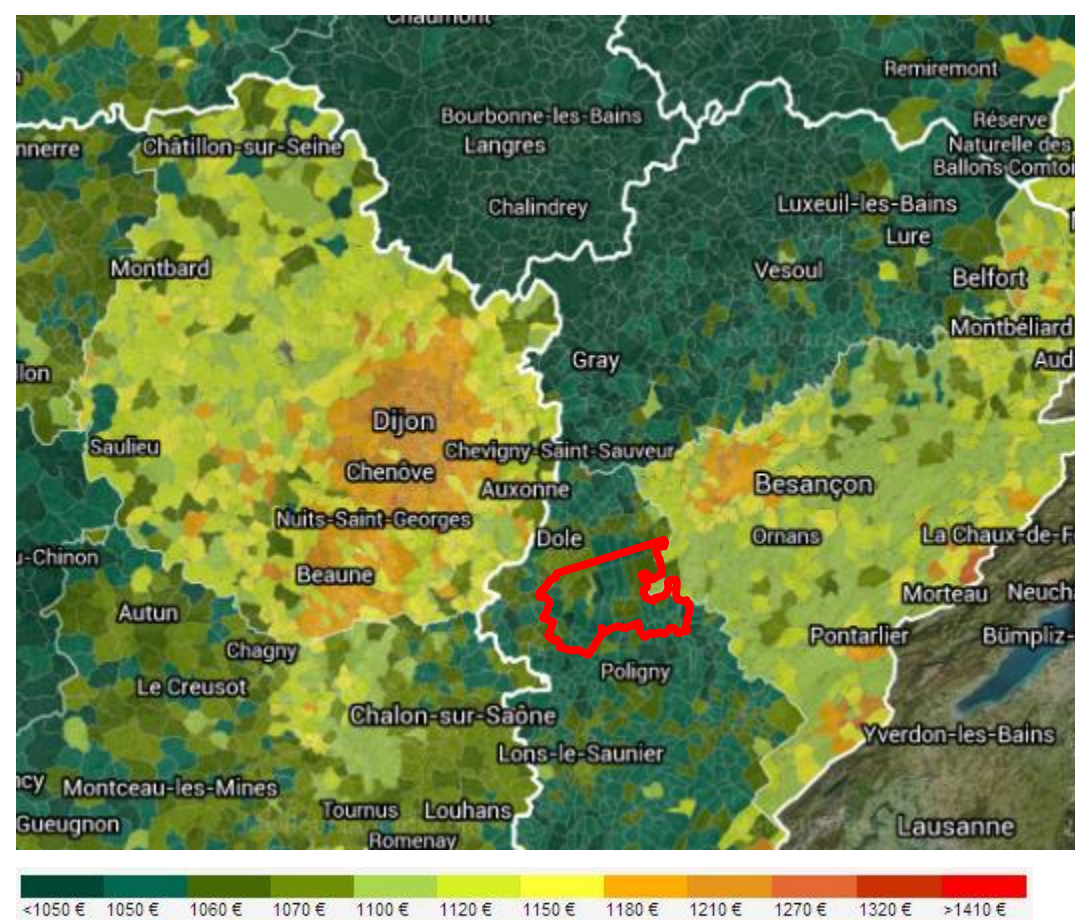 Chaumont
Remiremont
Bourbonne-les-Bains
Réserve
Naturelle des
Ballons Comtoi
nnerre
Châtillon-sur-Seine
Langres
Chalindrey
Luxeuil-les-Bains
Lure
Montbard
Vesoul
Belfort
Montbéliard
Aud
Gray
llon
Dijon
Saulieu
Chevigny-Saint-Sauveur
Chenôve
Besançon
Auxonne
Nuits-Saint-Georges
Dole
Ornans
La Chaux-de-F
u-Chinon
Beaune
Morteau
Neuch
Autun
Pontarlier
Bümpliz-
Chagny
Poligny
Le Creusot
Chalon-sur-Saône
Yverdon-les-Bains
Lons-le-Saunier
cy
Montceau-les-Mines
Tournus
Louhans
Gueugnon
Lausanne
Romenay
<1050 € 1050 € 1060 € 1070 € 1100 € 1120 € 1150 € 1180 € 1210 € 1270 € 1320 € >1410 €